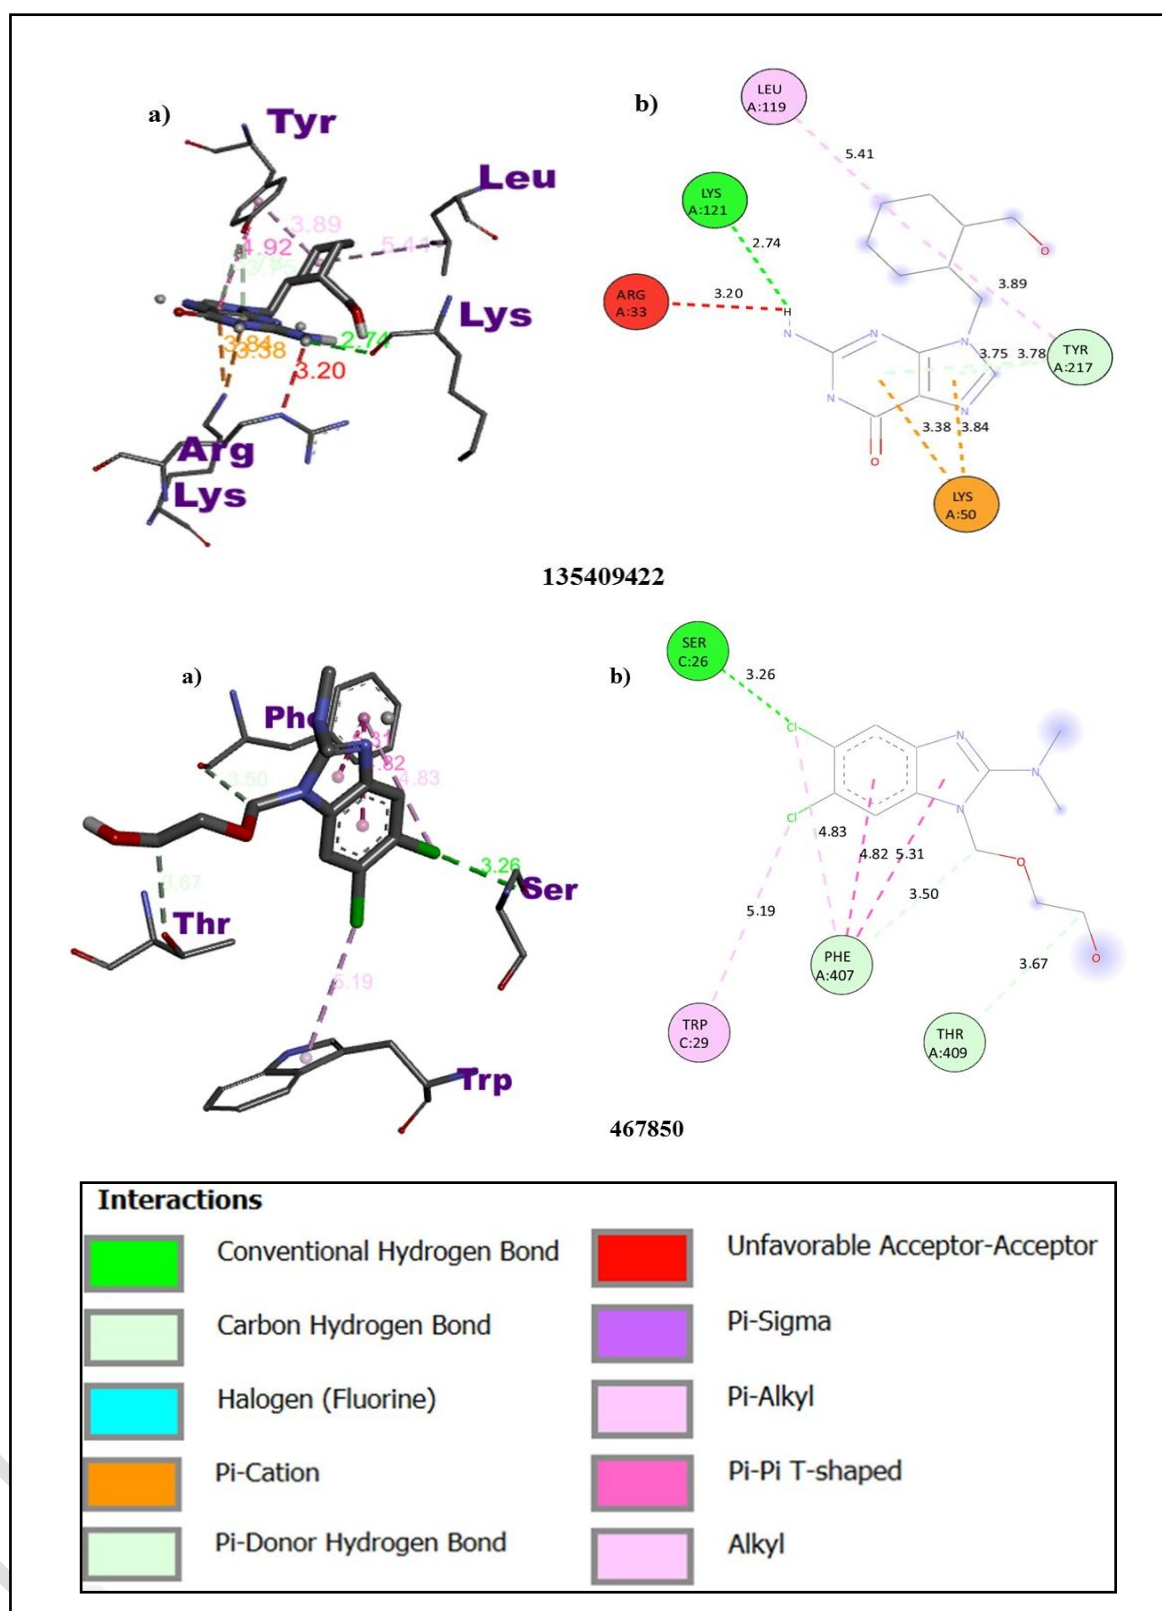 a)
Tyr
Leu
3.89
5.41
4.92
Lys
2.74
3.38
3.20
Arg
Lys
b)
LEU
A:119
5.41
LYS
A:121
2.74
ARG
A:33
3.20
H
N
N
N
N
N
O
O
3.89
3.75
3.78
TYR
A:217
3.38
3.84
LYS
A:50
135409422
a)
Phe
4.83
3.50
3.26
Ser
3.67
Thr
5.19
Trp
b)
SER
C:26
3.26
Cl
Cl
N
N
N
O
O
4.83
4.82
5.31
3.50
5.19
3.67
PHE
A:407
TRP
C:29
THR
A:409
467850
Interactions
Conventional Hydrogen Bond
Carbon Hydrogen Bond
Halogen (Fluorine)
Pi-Cation
Pi-Donor Hydrogen Bond
Unfavorable Acceptor-Acceptor
Pi-Sigma
Pi-Alkyl
Pi-Pi T-shaped
Alkyl